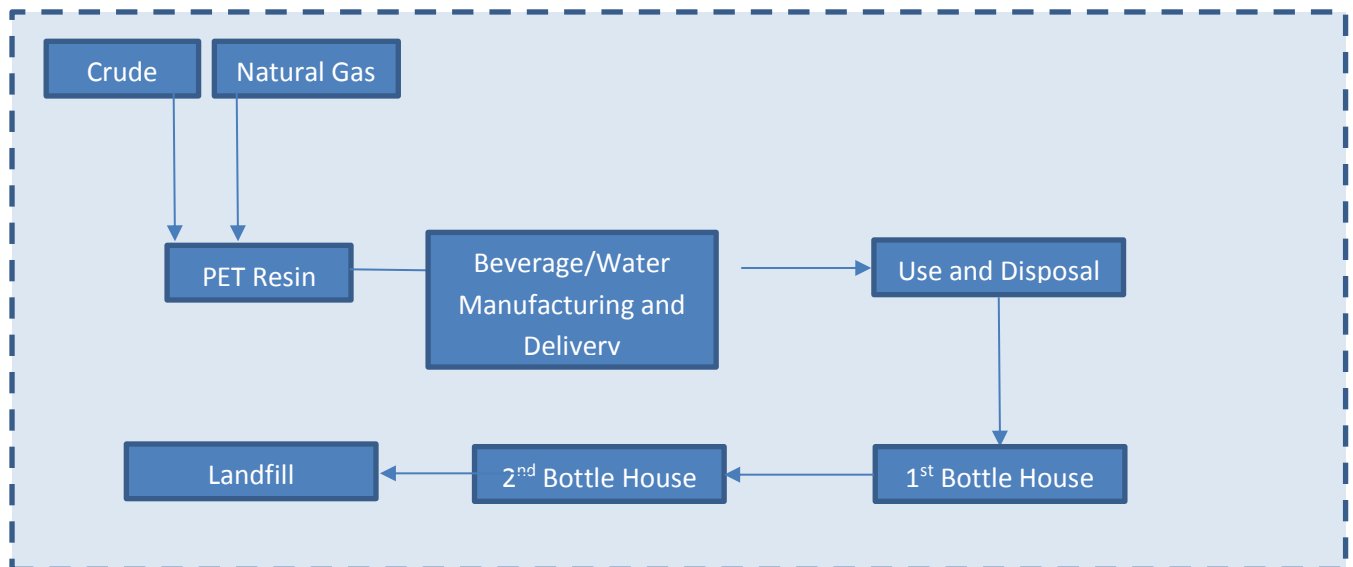 Crude
Natural Gas
PET Resin
Beverage/Water
Manufacturing and
Delivery
Use and Disposal
Landfill
2nd Bottle House
1st Bottle House